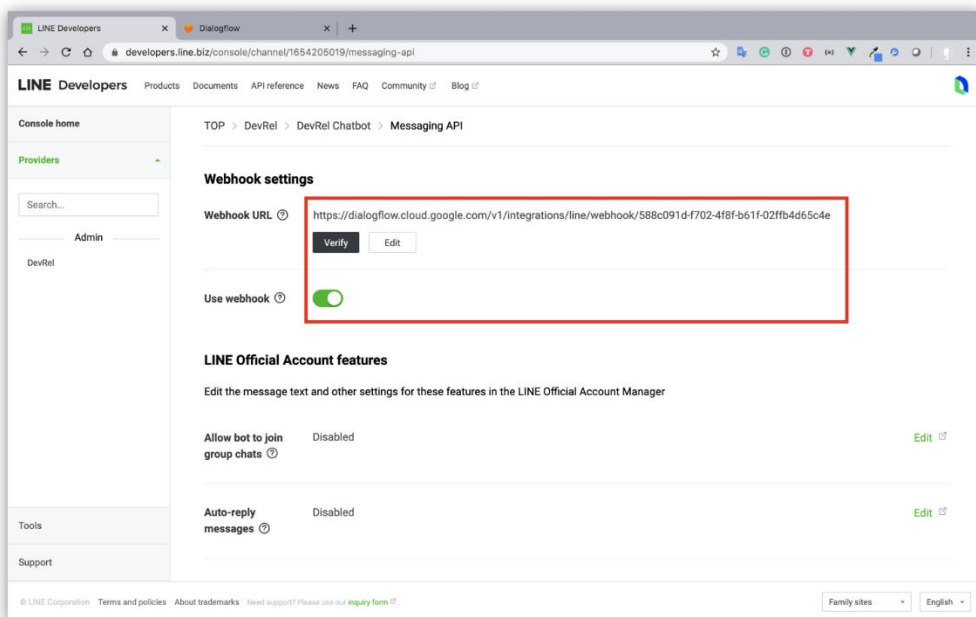 LINE Developers
Dialogflow
developers.line.biz/console/channel/1654205019/messaging-api
LINE Developers Products Documents API reference News FAQ Community Blog
Console home
TOP > DevRel > DevRel Chatbot > Messaging API
Providers
Webhook settings
Search...
Webhook URL https://dialogflow.cloud.google.com/v1/integrations/line/webhook/588c091d-f702-4f8f-b61f-02ffb4d65c4e
Admin
Verify Edit
DevRel
Use webhook
LINE Official Account features
Edit the message text and other settings for these features in the LINE Official Account Manager
Allow bot to join
group chats
Disabled
Edit
Auto-reply
messages
Disabled
Edit
Tools
Support
© LINE Corporation Terms and policies About trademarks Need support? Please use our inquiry form.
Family sites
English